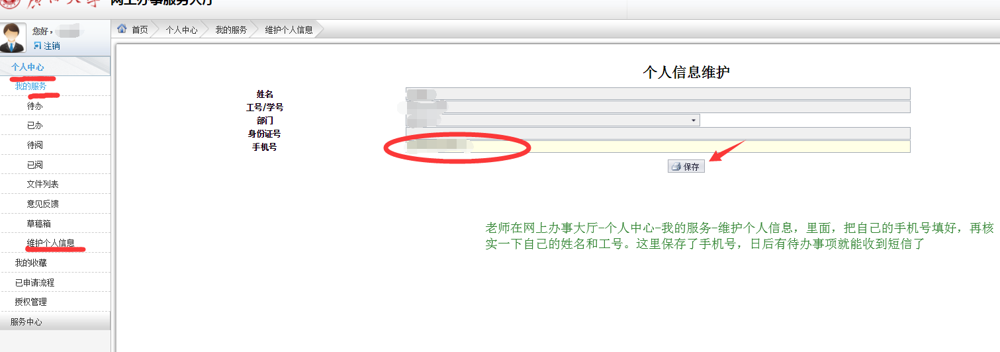 网上办事服务大厅
您好,
注销
首页
个人中心
我的服务
维护个人信息
个人中心
我的服务
待办
已办
待阅
已阅
文件列表
意见反馈
草稿箱
维护个人信息
我的收藏
已申请流程
授权管理
服务中心
个人信息维护
姓名
工号/学号
部门
身份证号
手机号
保存
老师在网上办事大厅-个人中心-我的服务-维护个人信息，里面，把自己的手机号填好，再核
实一下自己的姓名和工号。这里保存了手机号，日后有待办事项就能收到短信了